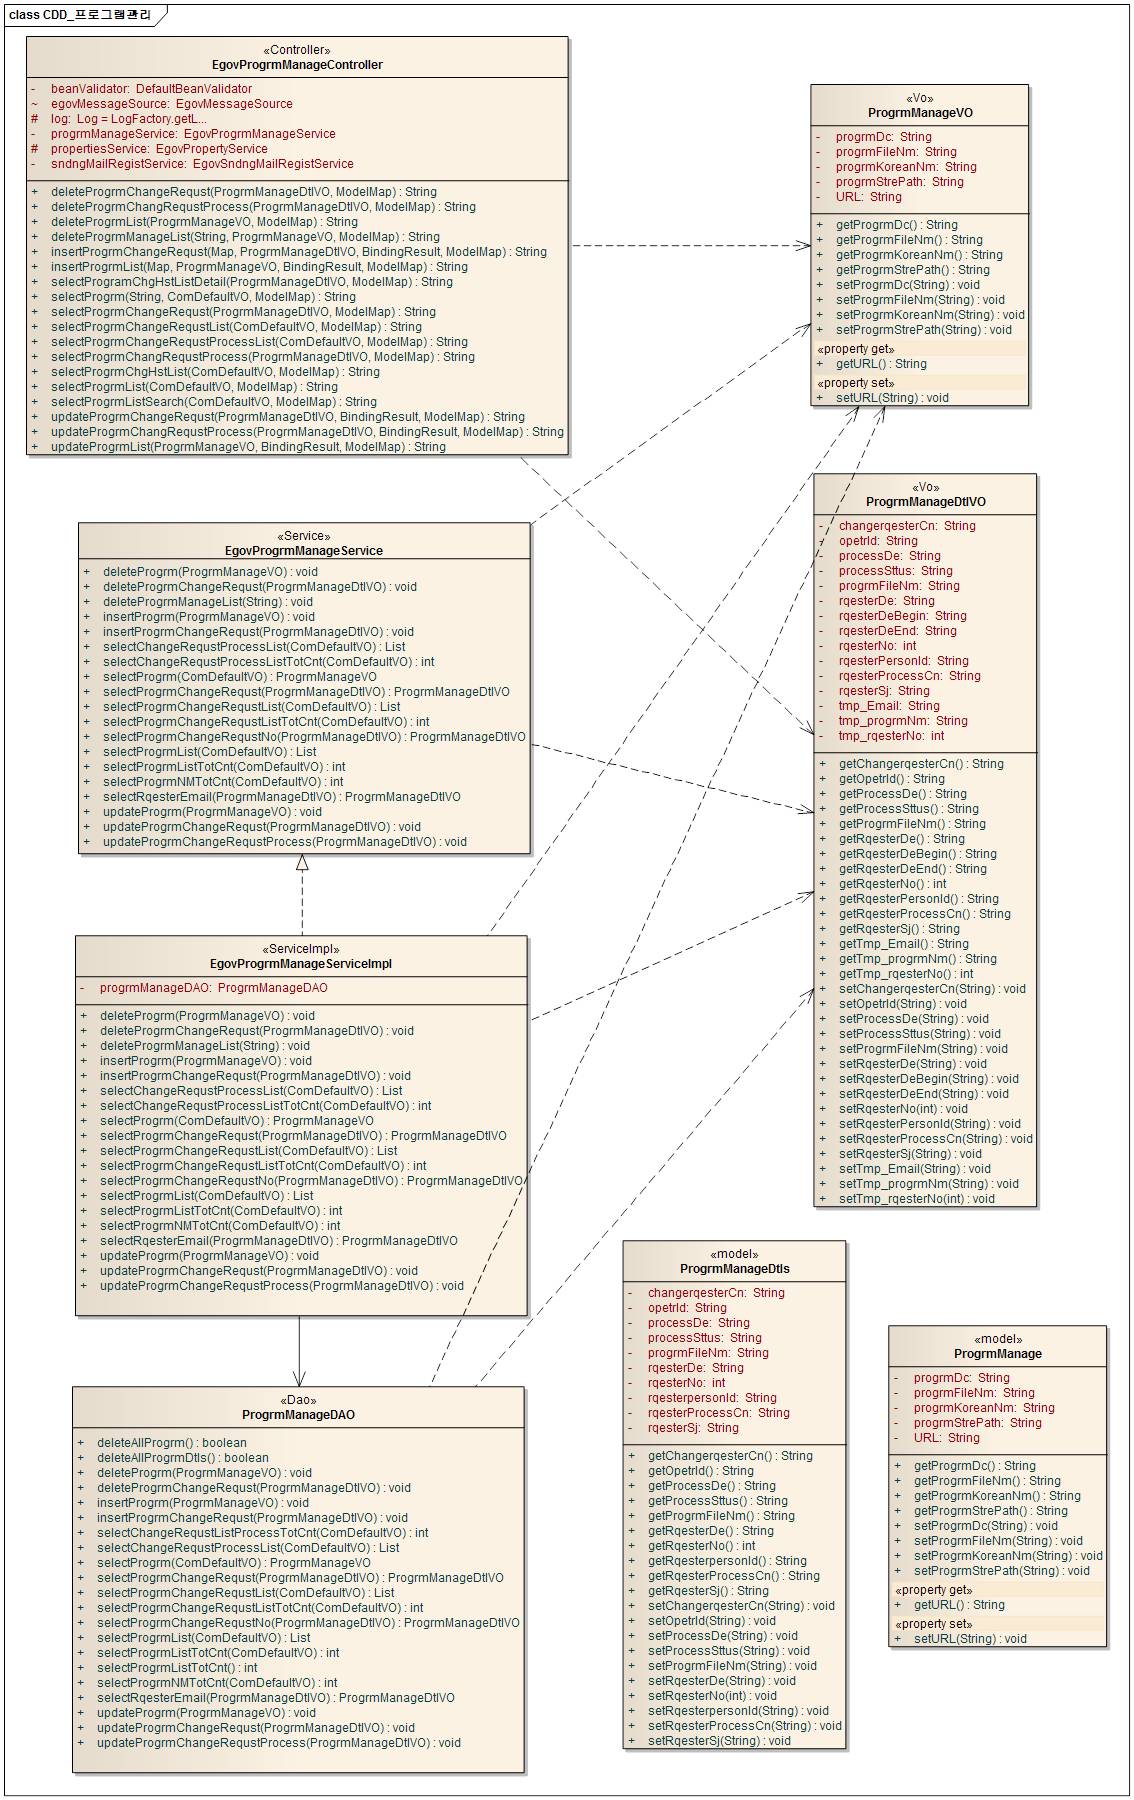 class CDD_프로그램관리
«Controller»
EgovProgrmManageController
- beanValidator: DefaultBeanValidator
~ egovMessageSource: EgovMessageSource
# log: Log = LogFactory.getL...
- progrmManageService: EgovProgrmManageService
# propertiesService: EgovPropertyService
- sndngMailRegistService: EgovSndngMailRegistService
+ deleteProgrmChangeRequst(ProgrmManageDtlVO, ModelMap) : String
+ deleteProgrmChangRequstProcess(ProgrmManageDtlVO, ModelMap) : String
+ deleteProgrmList(ProgrmManageVO, ModelMap) : String
+ deleteProgrmManageList(String, ProgrmManageVO, ModelMap) : String
+ insertProgrmChangeRequst(Map, ProgrmManageDtlVO, BindingResult, ModelMap) : String
+ insertProgrmList(Map, ProgrmManageVO, BindingResult, ModelMap) : String
+ selectProgramChgHstListDetail(ProgrmManageDtlVO, ModelMap) : String
+ selectProgrm(String, ComDefaultVO, ModelMap) : String
+ selectProgrmChangeRequst(ProgrmManageDtlVO, ModelMap) : String
+ selectProgrmChangeRequstList(ComDefaultVO, ModelMap) : String
+ selectProgrmChangeRequstProcessList(ComDefaultVO, ModelMap) : String
+ selectProgrmChangRequstProcess(ProgrmManageDtlVO, ModelMap) : String
+ selectProgrmChgHstList(ComDefaultVO, ModelMap) : String
+ selectProgrmList(ComDefaultVO, ModelMap) : String
+ selectProgrmListSearch(ComDefaultVO, ModelMap) : String
+ updateProgrmChangeRequst(ProgrmManageDtlVO, BindingResult, ModelMap) : String
+ updateProgrmChangRequstProcess(ProgrmManageDtlVO, BindingResult, ModelMap) : String
+ updateProgrmList(ProgrmManageVO, BindingResult, ModelMap) : String
«Vo»
ProgrmManageVO
- progrmDc: String
- progrmFileNm: String
- progrmKoreanNm: String
- progrmStrePath: String
- URL: String
+ getProgrmDc() : String
+ getProgrmFileNm() : String
+ getProgrmKoreanNm() : String
+ getProgrmStrePath() : String
+ setProgrmDc(String) : void
+ setProgrmFileNm(String) : void
+ setProgrmKoreanNm(String) : void
+ setProgrmStrePath(String) : void
«property get»
+ getURL() : String
«property set»
+ setURL(String) : void
«Service»
EgovProgrmManageService
+ deleteProgrm(ProgrmManageVO) : void
+ deleteProgrmChangeRequst(ProgrmManageDtlVO) : void
+ deleteProgrmManageList(String) : void
+ insertProgrm(ProgrmManageVO) : void
+ insertProgrmChangeRequst(ProgrmManageDtlVO) : void
+ selectChangeRequstProcessList(ComDefaultVO) : List
+ selectChangeRequstProcessListTotCnt(ComDefaultVO) : int
+ selectProgrm(ComDefaultVO) : ProgrmManageVO
+ selectProgrmChangeRequst(ProgrmManageDtlVO) : ProgrmManageDtlVO
+ selectProgrmChangeRequstList(ComDefaultVO) : List
+ selectProgrmChangeRequstListTotCnt(ComDefaultVO) : int
+ selectProgrmChangeRequstNo(ProgrmManageDtlVO) : ProgrmManageDtlVO
+ selectProgrmList(ComDefaultVO) : List
+ selectProgrmListTotCnt(ComDefaultVO) : int
+ selectProgrmNMTotCnt(ComDefaultVO) : int
+ selectRqesterEmail(ProgrmManageDtlVO) : ProgrmManageDtlVO
+ updateProgrm(ProgrmManageVO) : void
+ updateProgrmChangeRequst(ProgrmManageDtlVO) : void
+ updateProgrmChangeRequstProcess(ProgrmManageDtlVO) : void
«Vo»
ProgrmManageDtlVO
- changerqesterCn: String
- opetrId: String
- processDe: String
- processSttus: String
- progrmFileNm: String
- rqesterDe: String
- rqesterDeBegin: String
- rqesterDeEnd: String
- rqesterNo: int
- rqesterPersonId: String
- rqesterProcessCn: String
- rqesterSj: String
- tmp_Email: String
- tmp_progrmNm: String
- tmp_rqesterNo: int
+ getChangerqesterCn() : String
+ getOpetrId() : String
+ getProcessDe() : String
+ getProcessSttus() : String
+ getProgrmFileNm() : String
+ getRqesterDe() : String
+ getRqesterDeBegin() : String
+ getRqesterDeEnd() : String
+ getRqesterNo() : int
+ getRqesterPersonId() : String
+ getRqesterProcessCn() : String
+ getRqesterSj() : String
+ getTmp_Email() : String
+ getTmp_progrmNm() : String
+ getTmp_rqesterNo() : int
+ setChangerqesterCn(String) : void
+ setOpetrId(String) : void
+ setProcessDe(String) : void
+ setProcessSttus(String) : void
+ setProgrmFileNm(String) : void
+ setRqesterDe(String) : void
+ setRqesterDeBegin(String) : void
+ setRqesterDeEnd(String) : void
+ setRqesterNo(int) : void
+ setRqesterPersonId(String) : void
+ setRqesterProcessCn(String) : void
+ setRqesterSj(String) : void
+ setTmp_Email(String) : void
+ setTmp_progrmNm(String) : void
+ setTmp_rqesterNo(int) : void
«ServiceImpl»
EgovProgrmManageServiceImpl
- progrmManageDAO: ProgrmManageDAO
+ deleteProgrm(ProgrmManageVO) : void
+ deleteProgrmChangeRequst(ProgrmManageDtlVO) : void
+ deleteProgrmManageList(String) : void
+ insertProgrm(ProgrmManageVO) : void
+ insertProgrmChangeRequst(ProgrmManageDtlVO) : void
+ selectChangeRequstProcessList(ComDefaultVO) : List
+ selectChangeRequstProcessListTotCnt(ComDefaultVO) : int
+ selectProgrm(ComDefaultVO) : ProgrmManageVO
+ selectProgrmChangeRequst(ProgrmManageDtlVO) : ProgrmManageDtlVO
+ selectProgrmChangeRequstList(ComDefaultVO) : List
+ selectProgrmChangeRequstListTotCnt(ComDefaultVO) : int
+ selectProgrmChangeRequstNo(ProgrmManageDtlVO) : ProgrmManageDtlVO
+ selectProgrmList(ComDefaultVO) : List
+ selectProgrmListTotCnt(ComDefaultVO) : int
+ selectProgrmNMTotCnt(ComDefaultVO) : int
+ selectRqesterEmail(ProgrmManageDtlVO) : ProgrmManageDtlVO
+ updateProgrm(ProgrmManageVO) : void
+ updateProgrmChangeRequst(ProgrmManageDtlVO) : void
+ updateProgrmChangeRequstProcess(ProgrmManageDtlVO) : void
«model»
ProgrmManageDtls
- changerqesterCn: String
- opetrId: String
- processDe: String
- processSttus: String
- progrmFileNm: String
- rqesterDe: String
- rqesterNo: int
- rqesterpersonId: String
- rqesterProcessCn: String
- rqesterSj: String
+ getChangerqesterCn() : String
+ getOpetrId() : String
+ getProcessDe() : String
+ getProcessSttus() : String
+ getProgrmFileNm() : String
+ getRqesterDe() : String
+ getRqesterNo() : int
+ getRqesterpersonId() : String
+ getRqesterProcessCn() : String
+ getRqesterSj() : String
+ setChangerqesterCn(String) : void
+ setOpetrId(String) : void
+ setProcessDe(String) : void
+ setProcessSttus(String) : void
+ setProgrmFileNm(String) : void
+ setRqesterDe(String) : void
+ setRqesterNo(int) : void
+ setRqesterpersonId(String) : void
+ setRqesterProcessCn(String) : void
+ setRqesterSj(String) : void
«model»
ProgrmManage
- progrmDc: String
- progrmFileNm: String
- progrmKoreanNm: String
- progrmStrePath: String
- URL: String
+ getProgrmDc() : String
+ getProgrmFileNm() : String
+ getProgrmKoreanNm() : String
+ getProgrmStrePath() : String
+ setProgrmDc(String) : void
+ setProgrmFileNm(String) : void
+ setProgrmKoreanNm(String) : void
+ setProgrmStrePath(String) : void
«property get»
+ getURL() : String
«property set»
+ setURL(String) : void
«Dao»
ProgrmManageDAO
+ deleteAllProgrm() : boolean
+ deleteAllProgrmDtls() : boolean
+ deleteProgrm(ProgrmManageVO) : void
+ deleteProgrmChangeRequst(ProgrmManageDtlVO) : void
+ insertProgrm(ProgrmManageVO) : void
+ insertProgrmChangeRequst(ProgrmManageDtlVO) : void
+ selectChangeRequstListProcessTotCnt(ComDefaultVO) : int
+ selectChangeRequstProcessList(ComDefaultVO) : List
+ selectProgrm(ComDefaultVO) : ProgrmManageVO
+ selectProgrmChangeRequst(ProgrmManageDtlVO) : ProgrmManageDtlVO
+ selectProgrmChangeRequstList(ComDefaultVO) : List
+ selectProgrmChangeRequstListTotCnt(ComDefaultVO) : int
+ selectProgrmChangeRequstNo(ProgrmManageDtlVO) : ProgrmManageDtlVO
+ selectProgrmList(ComDefaultVO) : List
+ selectProgrmListTotCnt(ComDefaultVO) : int
+ selectProgrmListTotCnt() : int
+ selectProgrmNMTotCnt(ComDefaultVO) : int
+ selectRqesterEmail(ProgrmManageDtlVO) : ProgrmManageDtlVO
+ updateProgrm(ProgrmManageVO) : void
+ updateProgrmChangeRequst(ProgrmManageDtlVO) : void
+ updateProgrmChangeRequstProcess(ProgrmManageDtlVO) : void